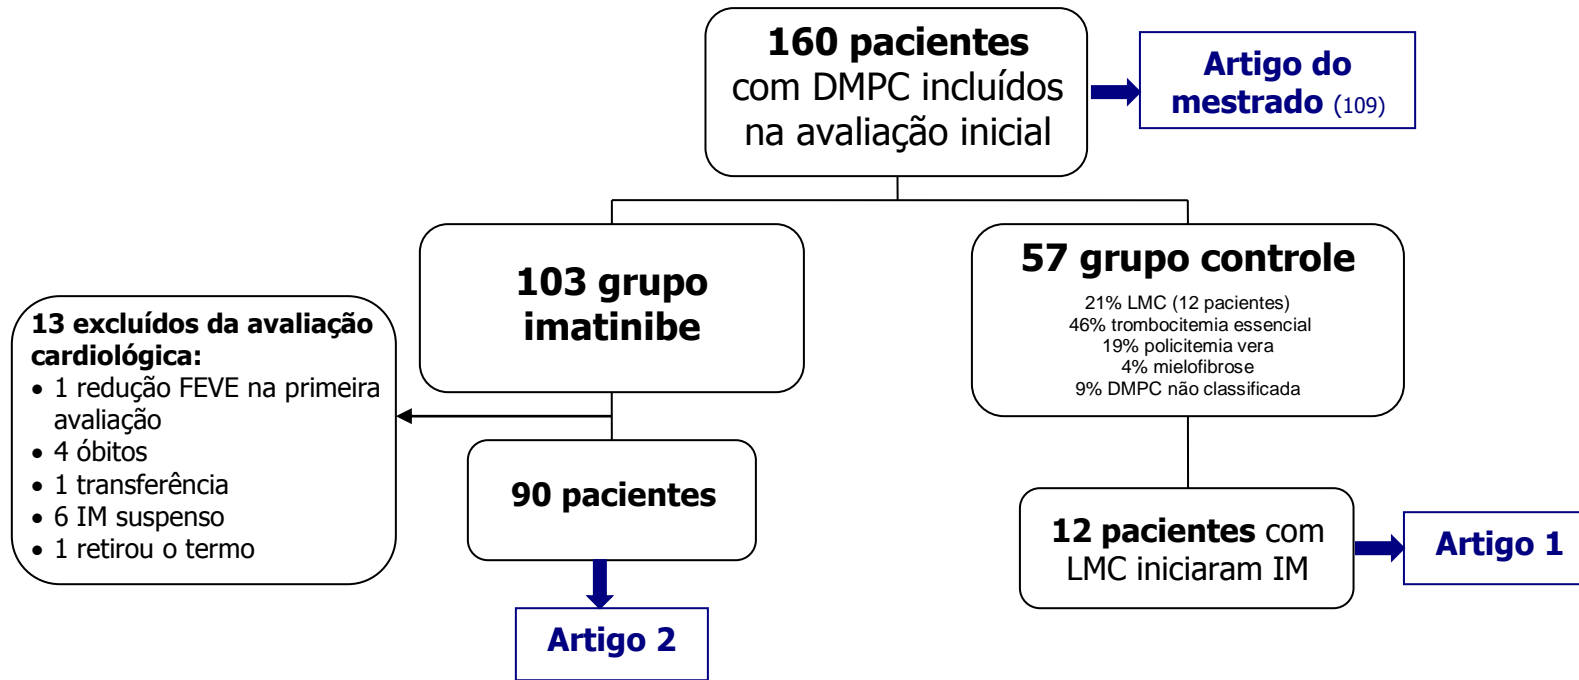 160 pacientes
com DMPC incluídos
na avaliação inicial
Artigo do
mestrado (109)
103 grupo
imatinibe
57 grupo controle
21% LMC (12 pacientes)
46% trombocitemia essencial
19% policitemia vera
4% mielofibrose
9% DMPC não classificada
13 excluídos da avaliação
cardiológica:
• 1 redução FEVE na primeira
avaliação
• 4 óbitos
• 1 transferência
• 6 IM suspenso
• 1 retirou o termo
90 pacientes
12 pacientes com
LMC iniciaram IM
Artigo 1
Artigo 2